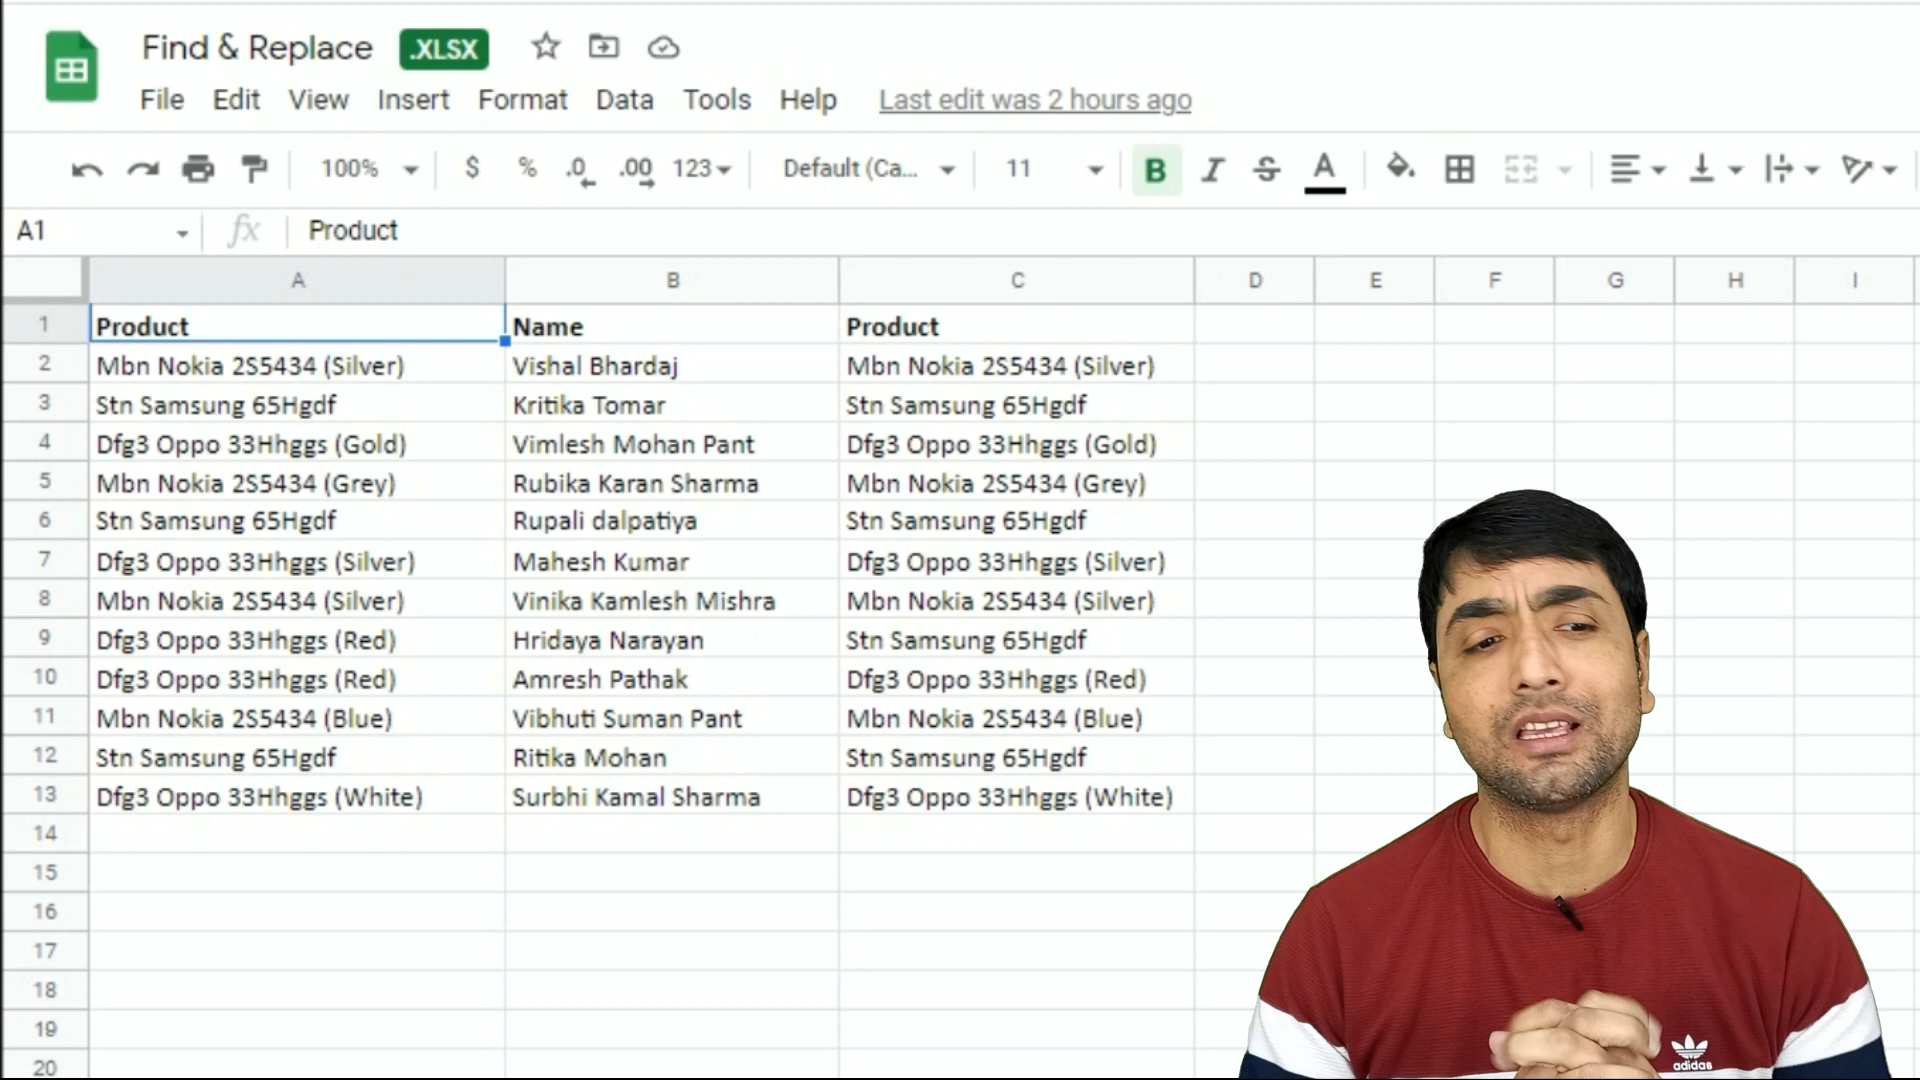 Find & Replace .XLSX
File Edit View Insert Format Data Tools Help Last edit was 2 hours ago
100% $ % .0 .00 123 Default (Ca... 11 B I S A
A1 fx Product
A B C D E F G H I
1 Product Name Product
2 Mbn Nokia 2S5434 (Silver) Vishal Bhardaj Mbn Nokia 2S5434 (Silver)
3 Stn Samsung 65Hgdf Kritika Tomar Stn Samsung 65Hgdf
4 Dfg3 Oppo 33Hhggs (Gold) Vimlesh Mohan Pant Dfg3 Oppo 33Hhggs (Gold)
5 Mbn Nokia 2S5434 (Grey) Rubika Karan Sharma Mbn Nokia 2S5434 (Grey)
6 Stn Samsung 65Hgdf Rupali dalpatiya Stn Samsung 65Hgdf
7 Dfg3 Oppo 33Hhggs (Silver) Mahesh Kumar Dfg3 Oppo 33Hhggs (Silver)
8 Mbn Nokia 2S5434 (Silver) Vinika Kamlesh Mishra Mbn Nokia 2S5434 (Silver)
9 Dfg3 Oppo 33Hhggs (Red) Hridaya Narayan Stn Samsung 65Hgdf
10 Dfg3 Oppo 33Hhggs (Red) Amresh Pathak Dfg3 Oppo 33Hhggs (Red)
11 Mbn Nokia 2S5434 (Blue) Vibhuti Suman Pant Mbn Nokia 2S5434 (Blue)
12 Stn Samsung 65Hgdf Ritika Mohan Stn Samsung 65Hgdf
13 Dfg3 Oppo 33Hhggs (White) Surbhi Kamal Sharma Dfg3 Oppo 33Hhggs (White)
14
15
16
17
18
19
20
adidas